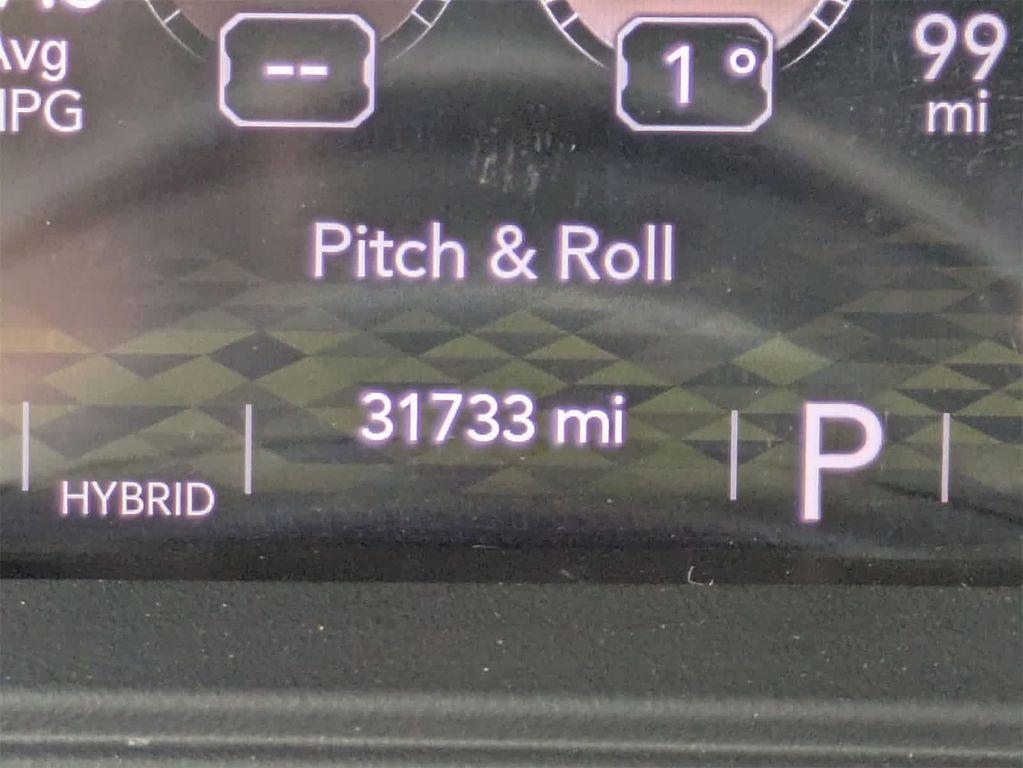 Avg
MPG
--
1°
99
mi
Pitch & Roll
31733 mi
HYBRID
P